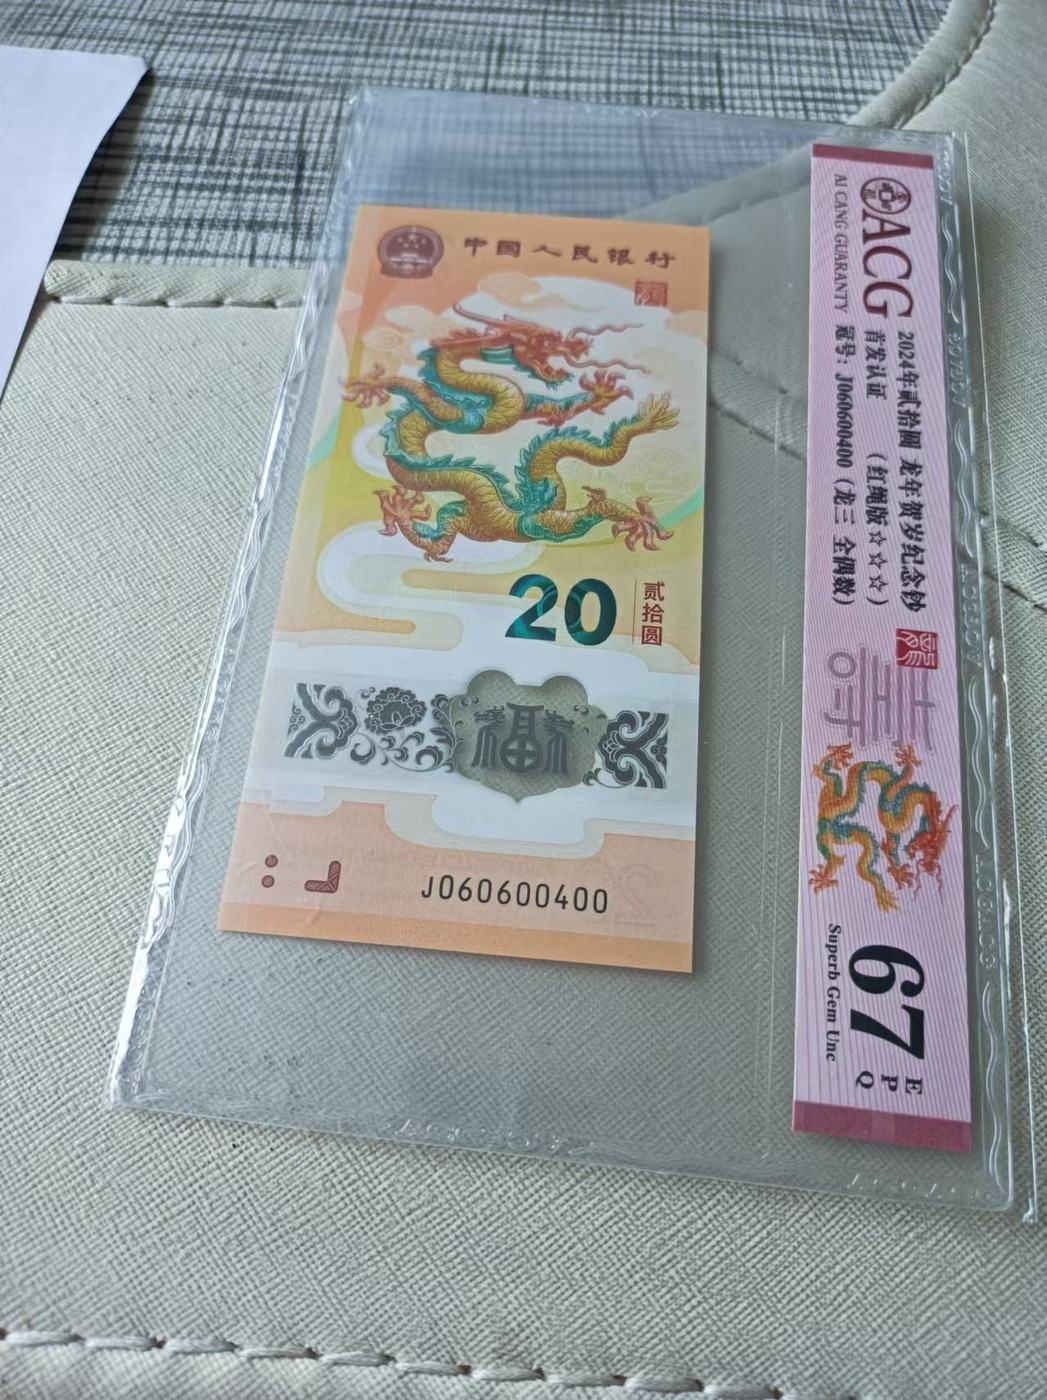 中国人民银行
20
贰拾圆
福
J060600400
ACG
AI CANG GUARANTY
2024年贰拾圆 龙年贺岁纪念钞
首发认证 (红绳版☆☆☆)
冠号：J060600400 (龙三 全偶数)
67
EPQ
Superb Gem Unc